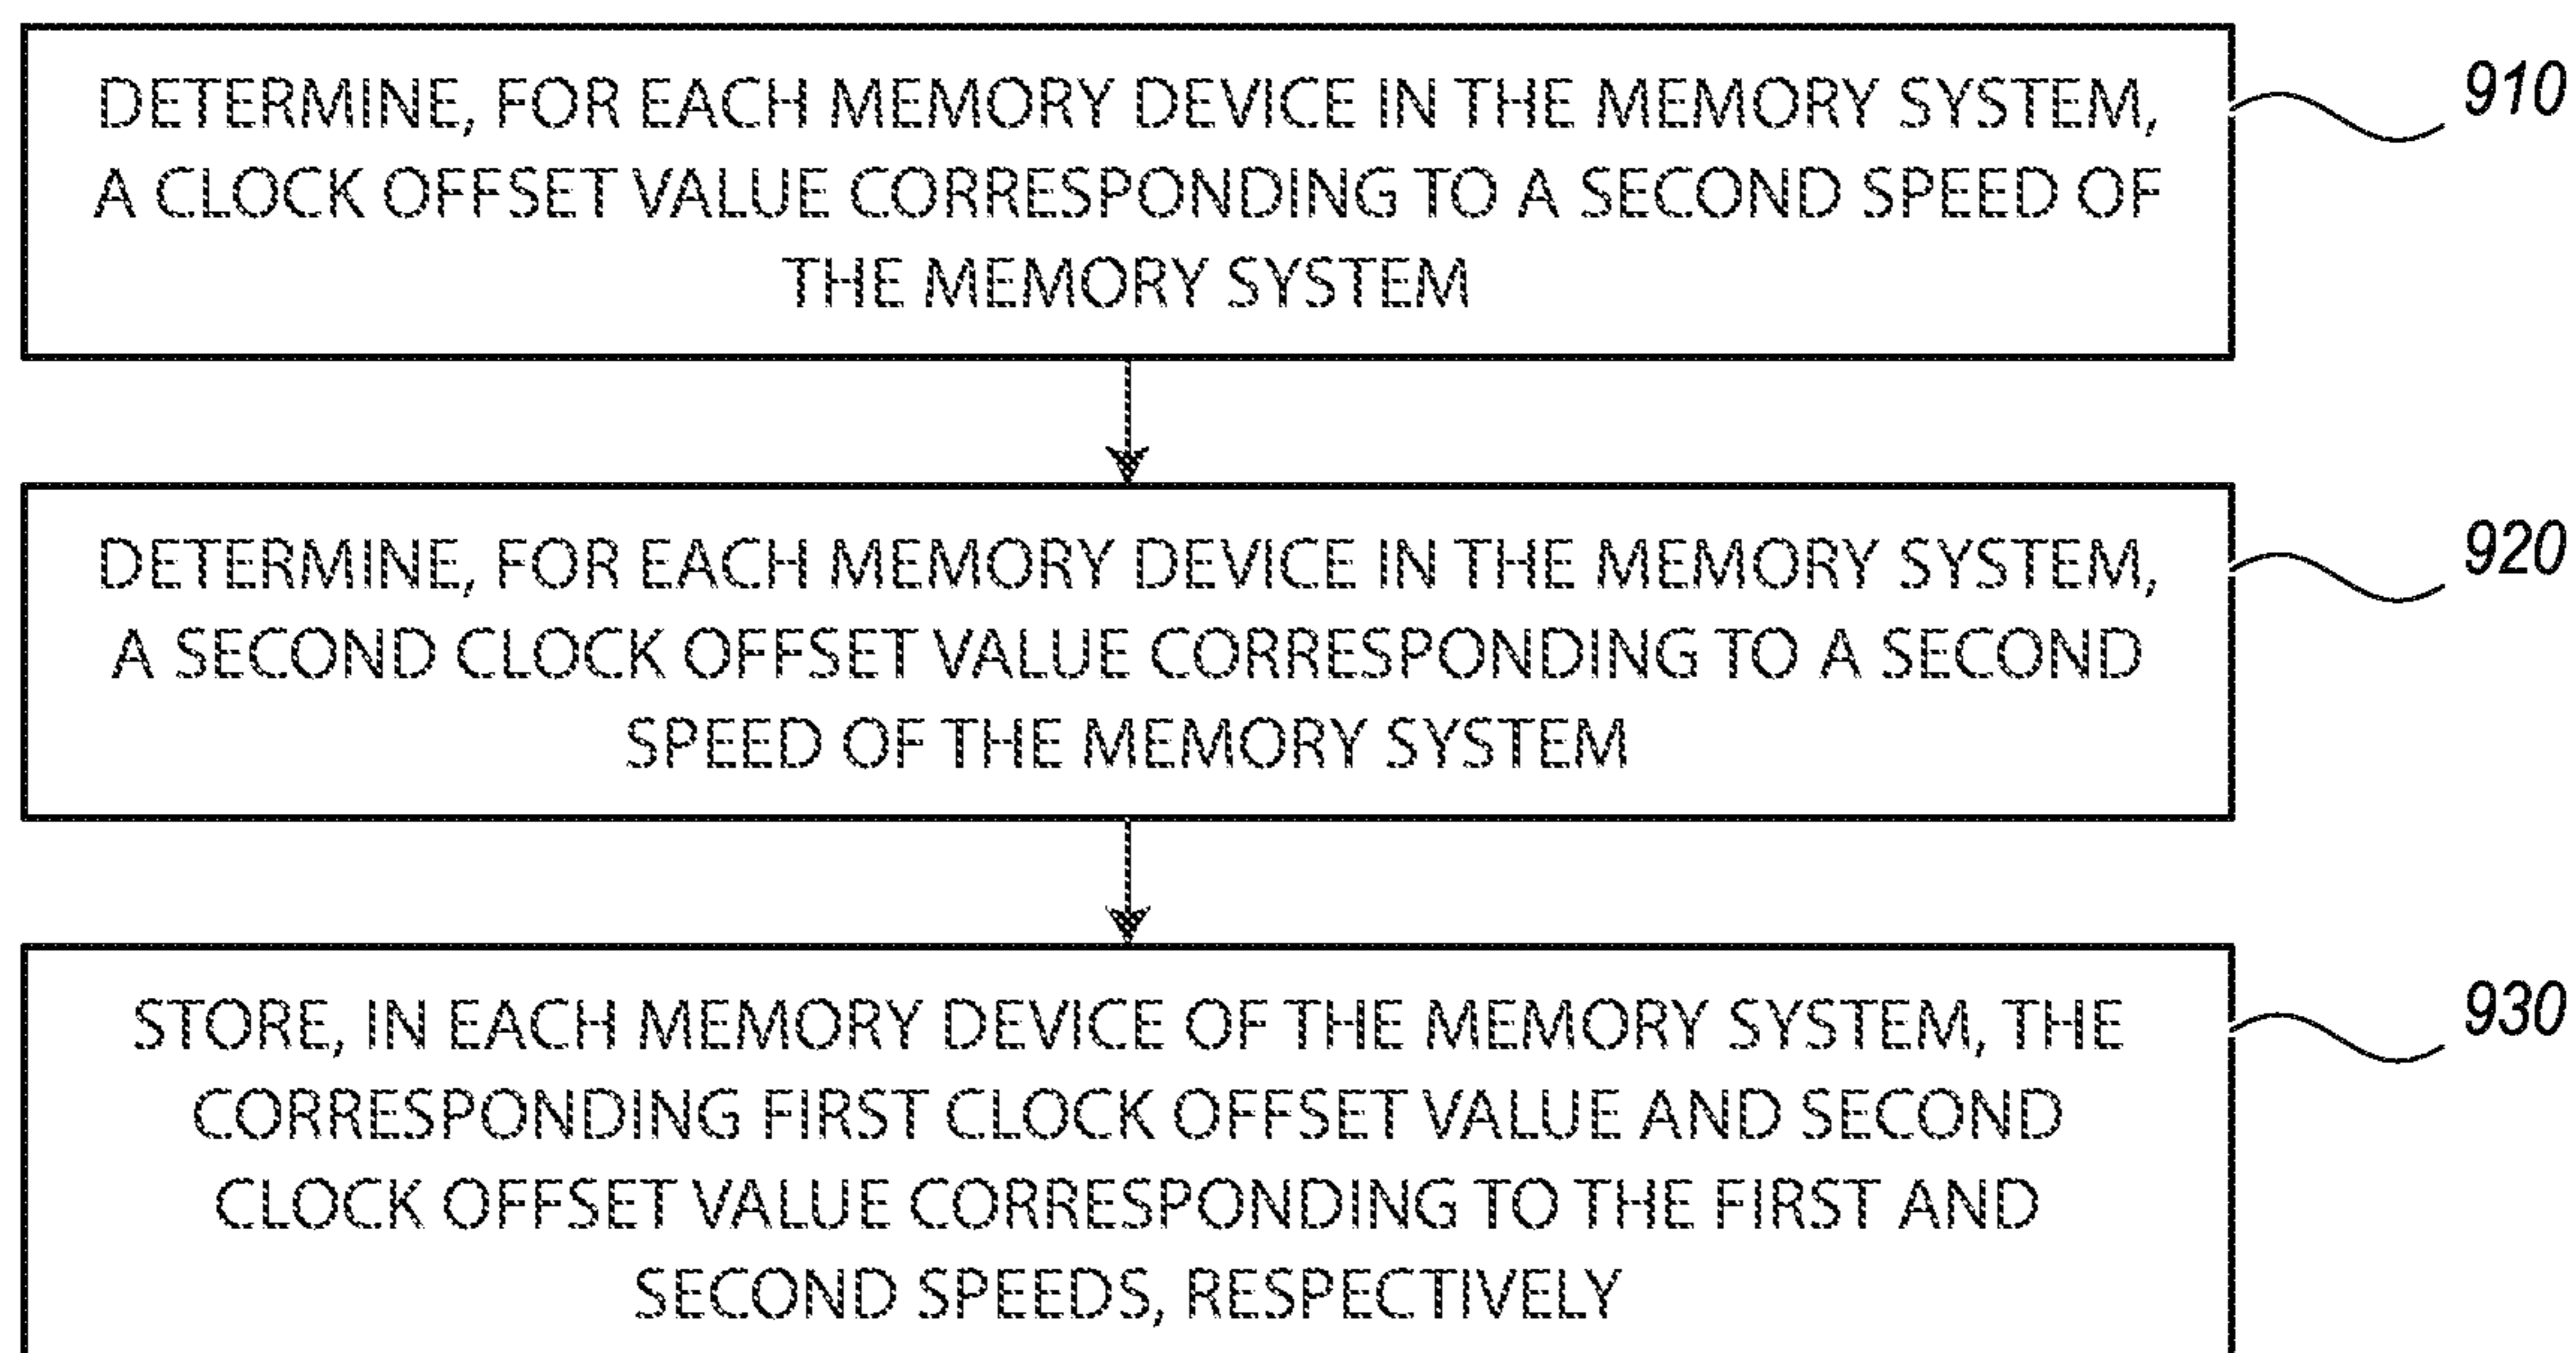 DETERMINE, FOR EACH MEMORY DEVICE IN THE MEMORY SYSTEM,
A CLOCK OFFSET VALUE CORRESPONDING TO A SECOND SPEED OF
THE MEMORY SYSTEM
910
DETERMINE, FOR EACH MEMORY DEVICE IN THE MEMORY SYSTEM,
A SECOND CLOCK OFFSET VALUE CORRESPONDING TO A SECOND
SPEED OF THE MEMORY SYSTEM
920
STORE, IN EACH MEMORY DEVICE OF THE MEMORY SYSTEM, THE
CORRESPONDING FIRST CLOCK OFFSET VALUE AND SECOND
CLOCK OFFSET VALUE CORRESPONDING TO THE FIRST AND
SECOND SPEEDS, RESPECTIVELY
930